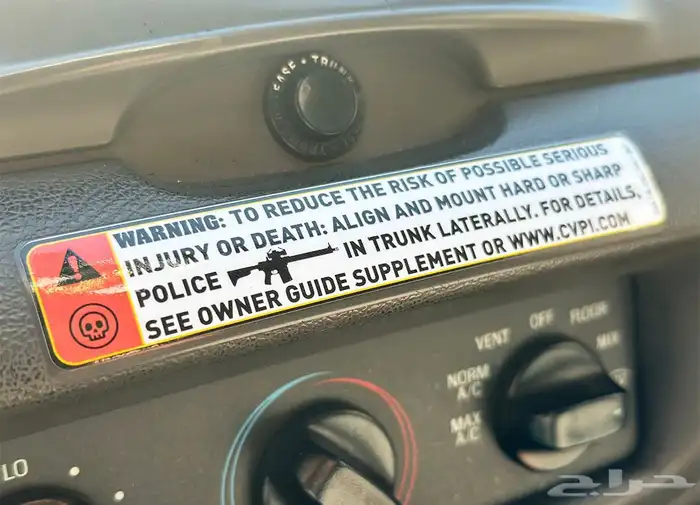 TRUNK
WARNING: TO REDUCE THE RISK OF POSSIBLE SERIOUS
INJURY OR DEATH: ALIGN AND MOUNT HARD OR SHARP
POLICE IN TRUNK LATERALLY. FOR DETAILS,
SEE OWNER GUIDE SUPPLEMENT OR WWW.CVPI.COM
VENT OFF FLOOR MIX
NORM A/C
MAX A/C
LO
حراج